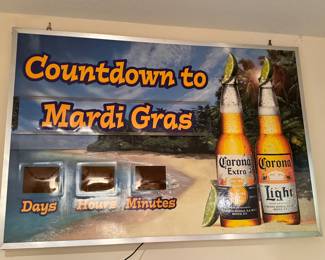 Countdown to
Mardi Gras
Days Hours Minutes
Corona
Extra
Corona
Light